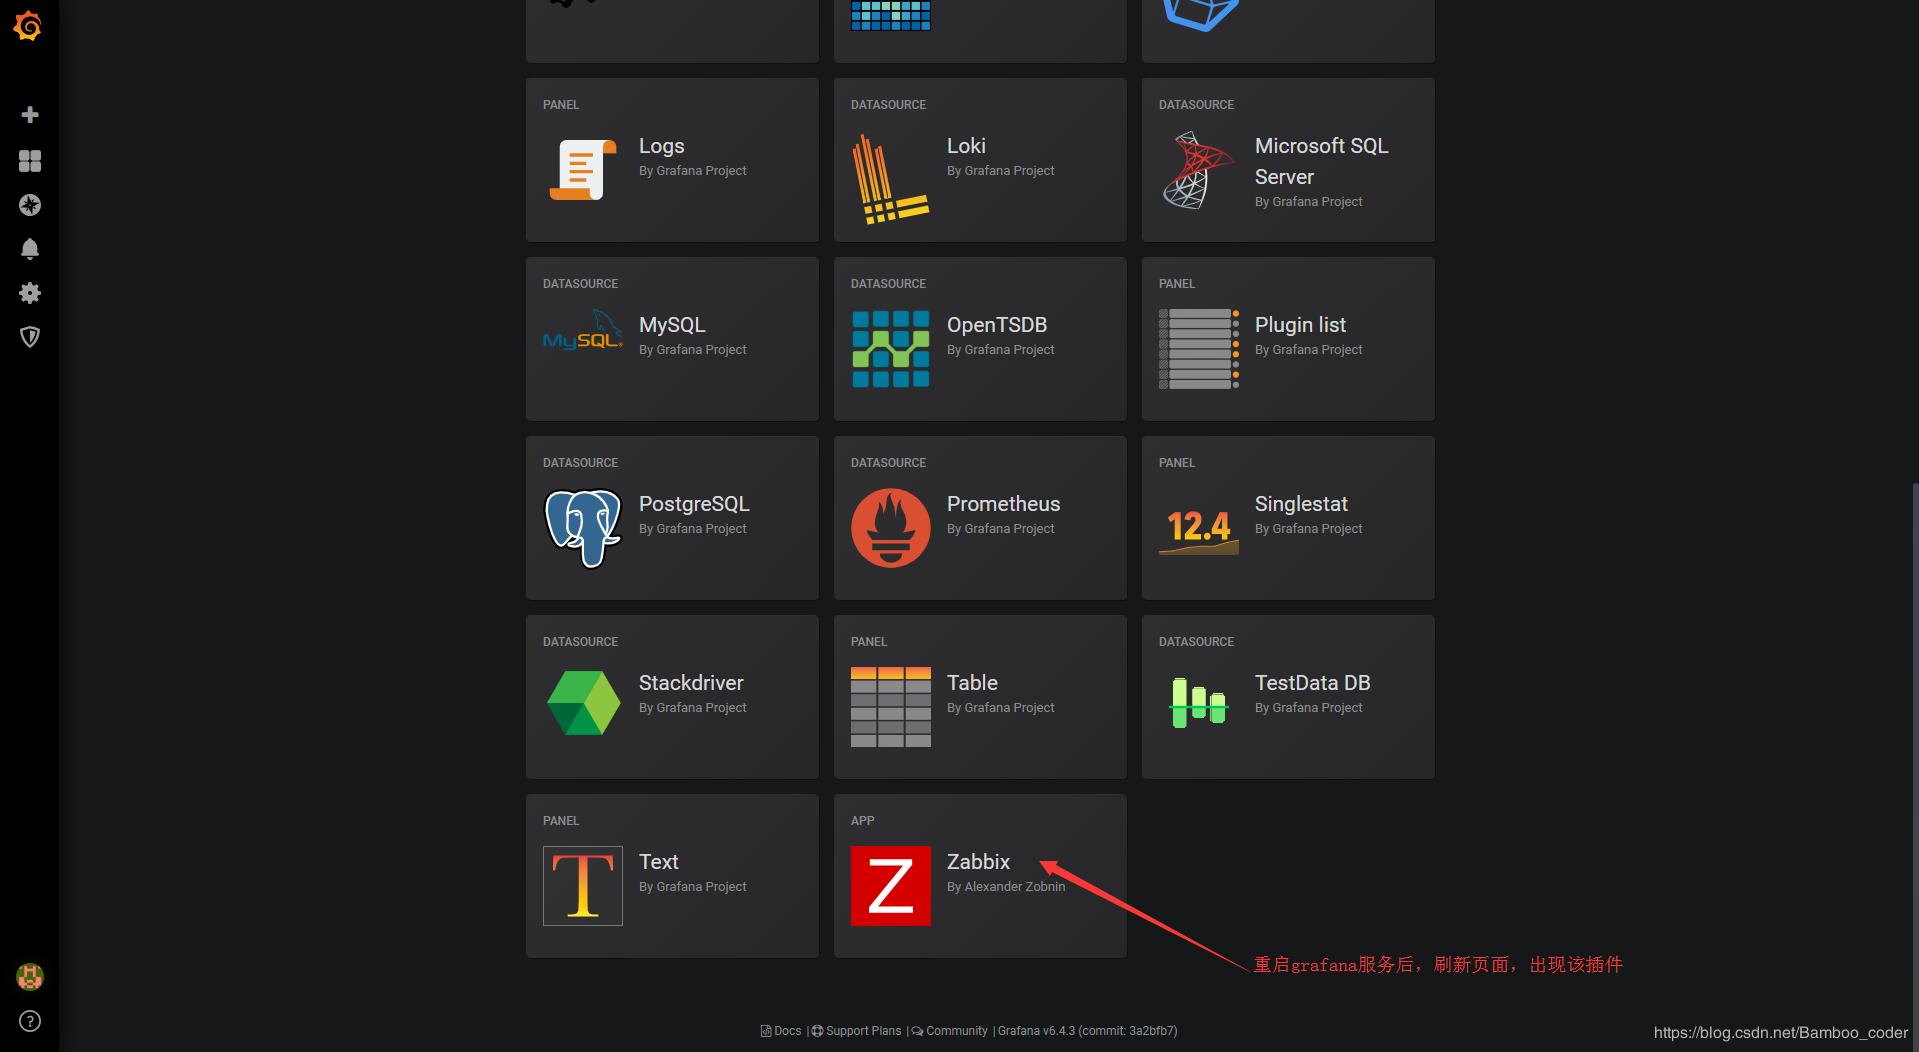 PANEL
Logs
By Grafana Project
DATASOURCE
Loki
By Grafana Project
DATASOURCE
Microsoft SQL
Server
By Grafana Project
DATASOURCE
MySQL
MySQL
By Grafana Project
DATASOURCE
OpenTSDB
By Grafana Project
PANEL
Plugin list
By Grafana Project
DATASOURCE
PostgreSQL
By Grafana Project
DATASOURCE
Prometheus
By Grafana Project
PANEL
12.4
Singlestat
By Grafana Project
DATASOURCE
Stackdriver
By Grafana Project
PANEL
Table
By Grafana Project
DATASOURCE
TestData DB
By Grafana Project
PANEL
T
Text
By Grafana Project
APP
Z
Zabbix
By Alexander Zobnin
重启grafana服务后，刷新页面，出现该插件
Docs | Support Plans | Community | Grafana v6.4.3 (commit: 3a2bfb7)
https://blog.csdn.net/Bamboo_coder